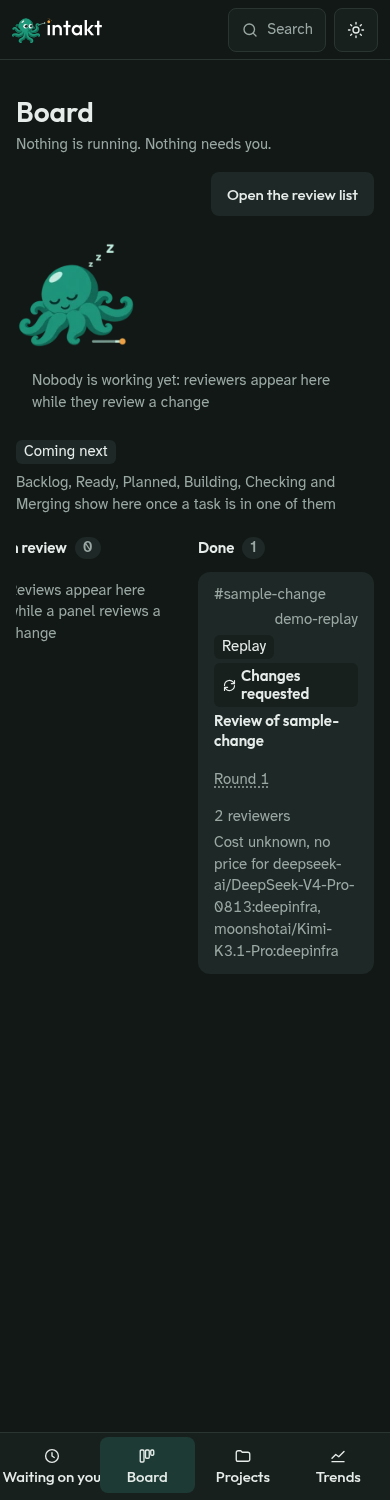 intakt
Search
Board
Nothing is running. Nothing needs you.
Open the review list
z z z
Nobody is working yet: reviewers appear here
while they review a change
Coming next
Backlog, Ready, Planned, Building, Checking and
Merging show here once a task is in one of them
review 0
appear here
a panel reviews a
Done 1
#sample-change
demo-replay
Replay
Changes
requested
Review of sample-
change
Round 1
2 reviewers
Cost unknown, no
price for deepseek-
ai/DeepSeek-V4-Pro-
0813:deepinfra,
moonshotai/Kimi-
K3.1-Pro:deepinfra
Waiting on you
Board
Projects
Trends